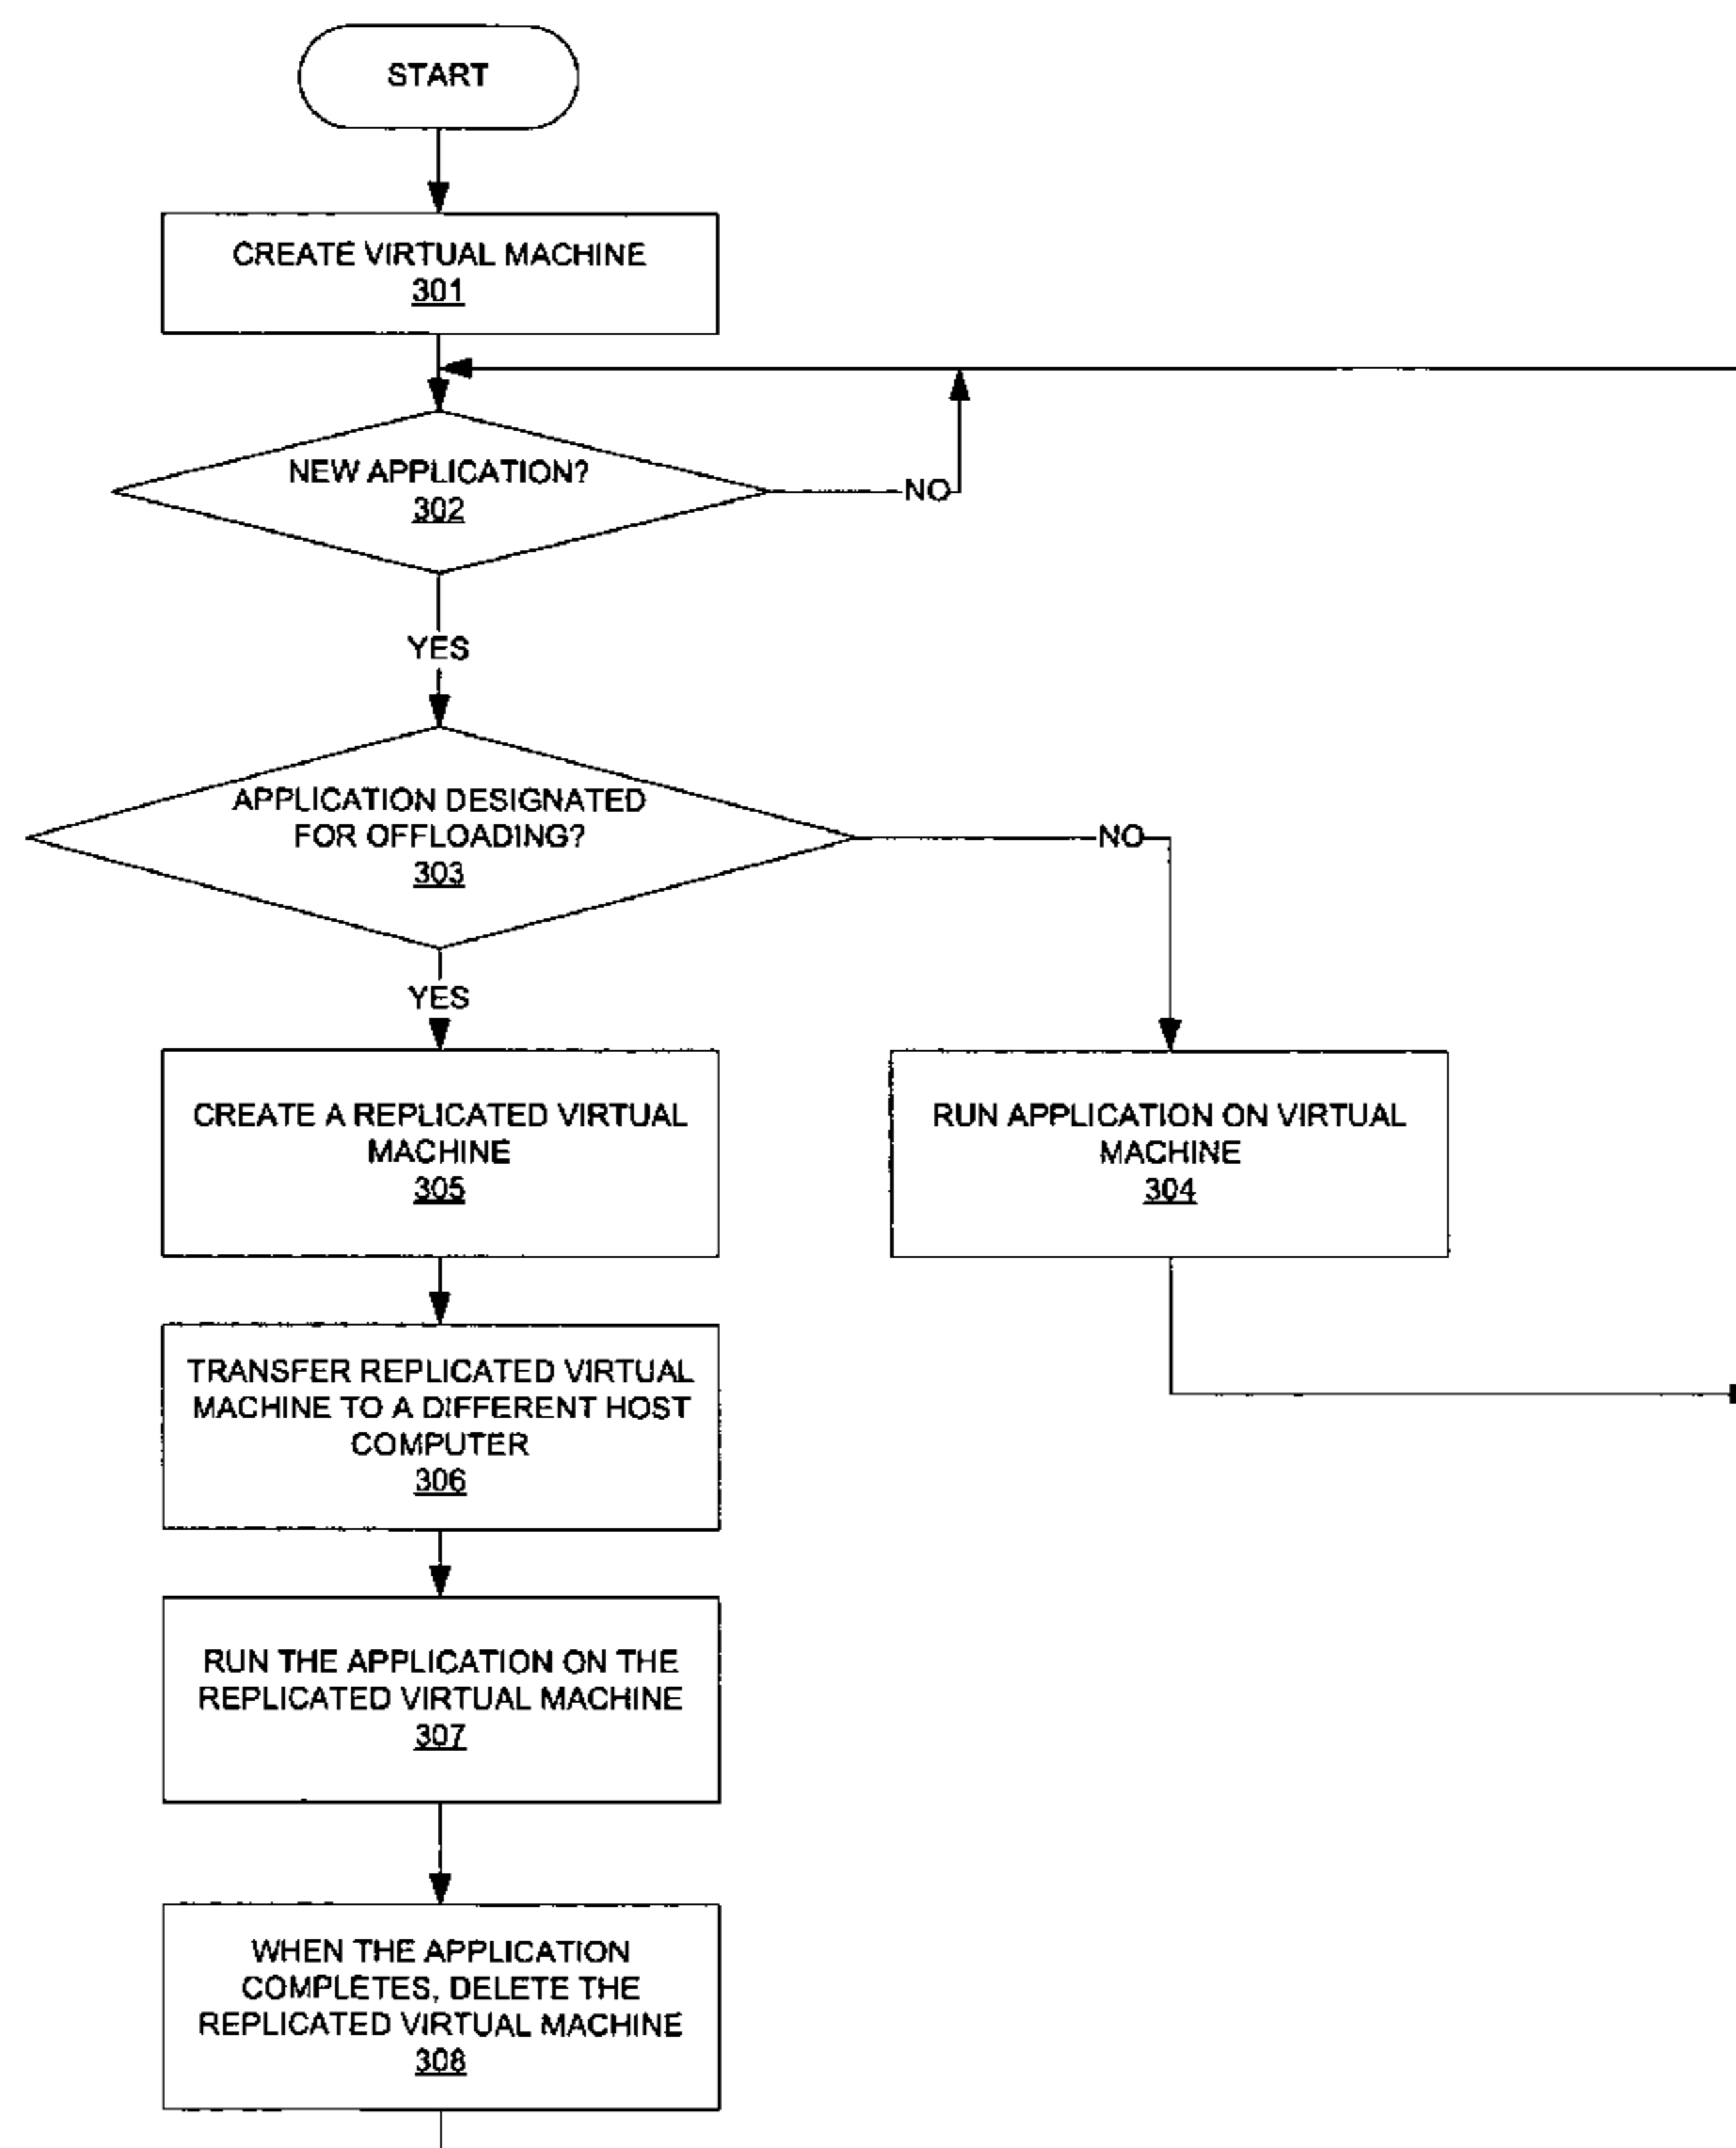 START
CREATE VIRTUAL MACHINE
301
NEW APPLICATION?
302
NO
YES
APPLICATION DESIGNATED
FOR OFFLOADING?
303
NO
YES
CREATE A REPLICATED VIRTUAL
MACHINE
305
RUN APPLICATION ON VIRTUAL
MACHINE
304
TRANSFER REPLICATED VIRTUAL
MACHINE TO A DIFFERENT HOST
COMPUTER
306
RUN THE APPLICATION ON THE
REPLICATED VIRTUAL MACHINE
307
WHEN THE APPLICATION
COMPLETES, DELETE THE
REPLICATED VIRTUAL MACHINE
308